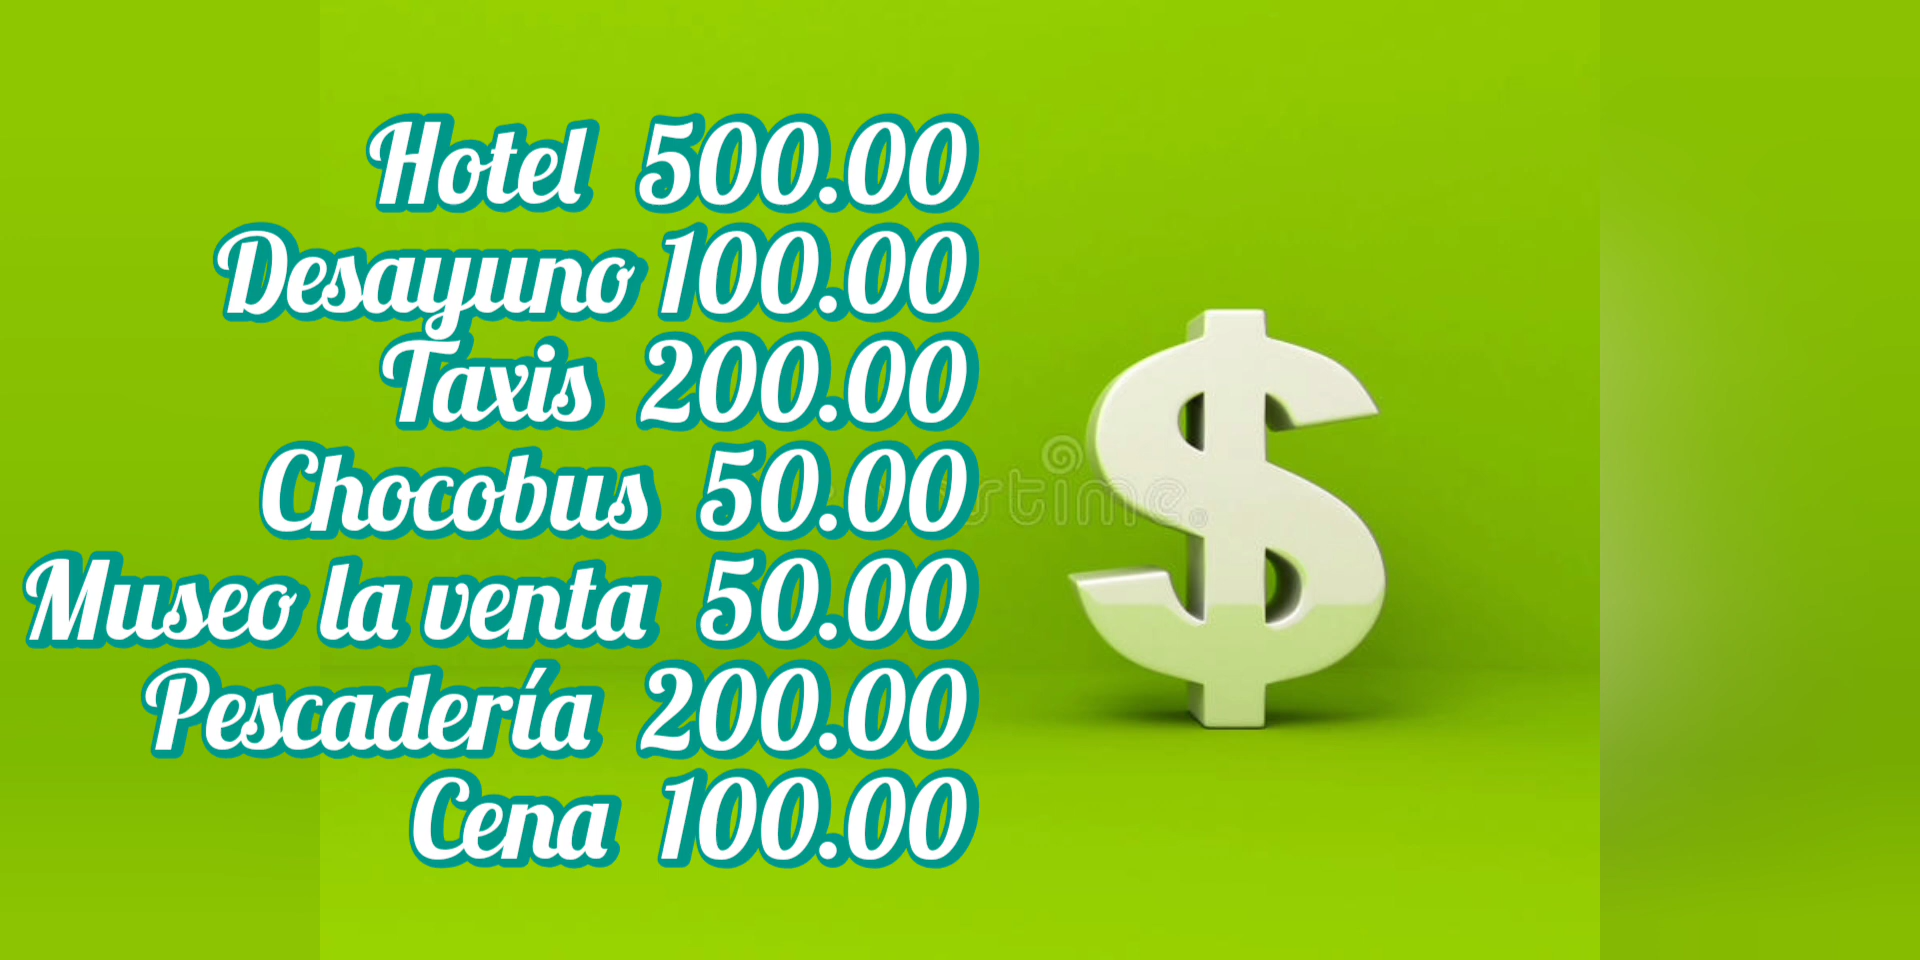 Hotel 500.00
Desayuno 100.00
Taxis 200.00
Chocobus 50.00
Museo la venta 50.00
Pescadería 200.00
Cena 100.00